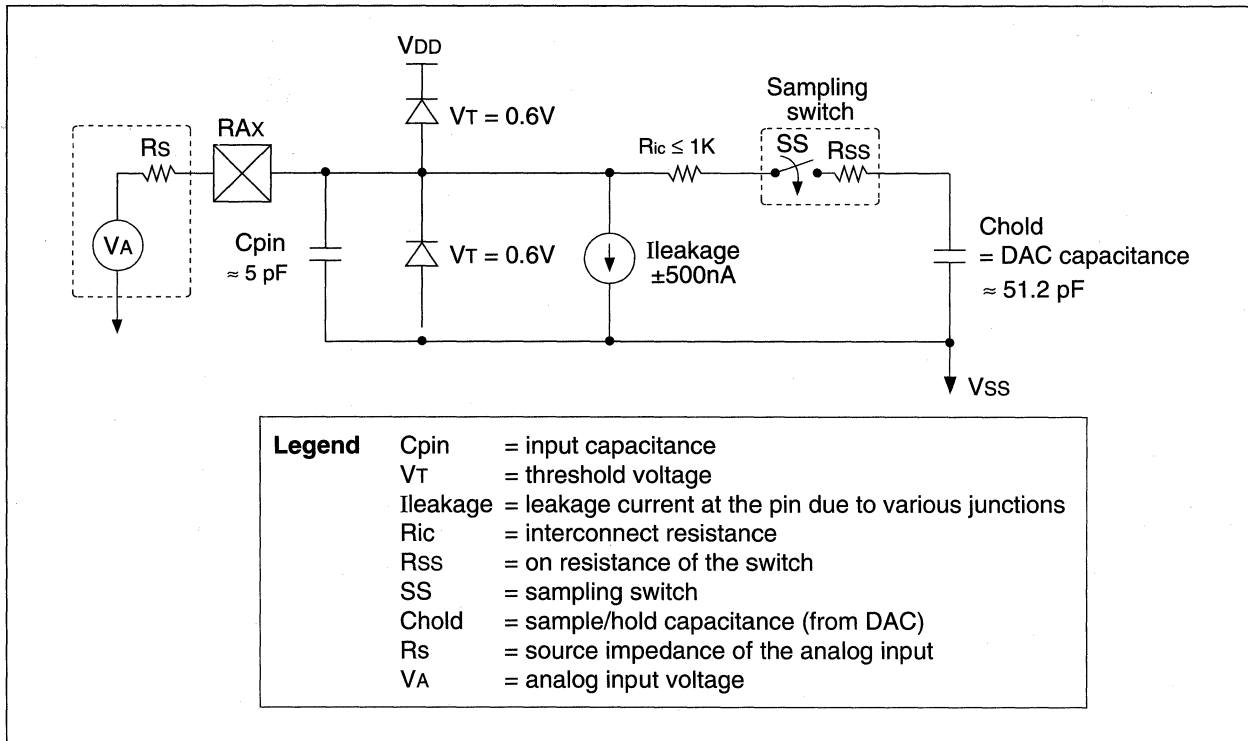 VDD
Sampling
switch
RAX
VT = 0.6V
RS
Ric ≤ 1K
SS
RSS
VA
Cpin
≈ 5 pF
VT = 0.6V
Ileakage
±500nA
Chold
= DAC capacitance
≈ 51.2 pF
VSS
Legend Cpin = input capacitance
VT = threshold voltage
Ileakage = leakage current at the pin due to various junctions
Ric = interconnect resistance
RSS = on resistance of the switch
SS = sampling switch
Chold = sample/hold capacitance (from DAC)
Rs = source impedance of the analog input
VA = analog input voltage